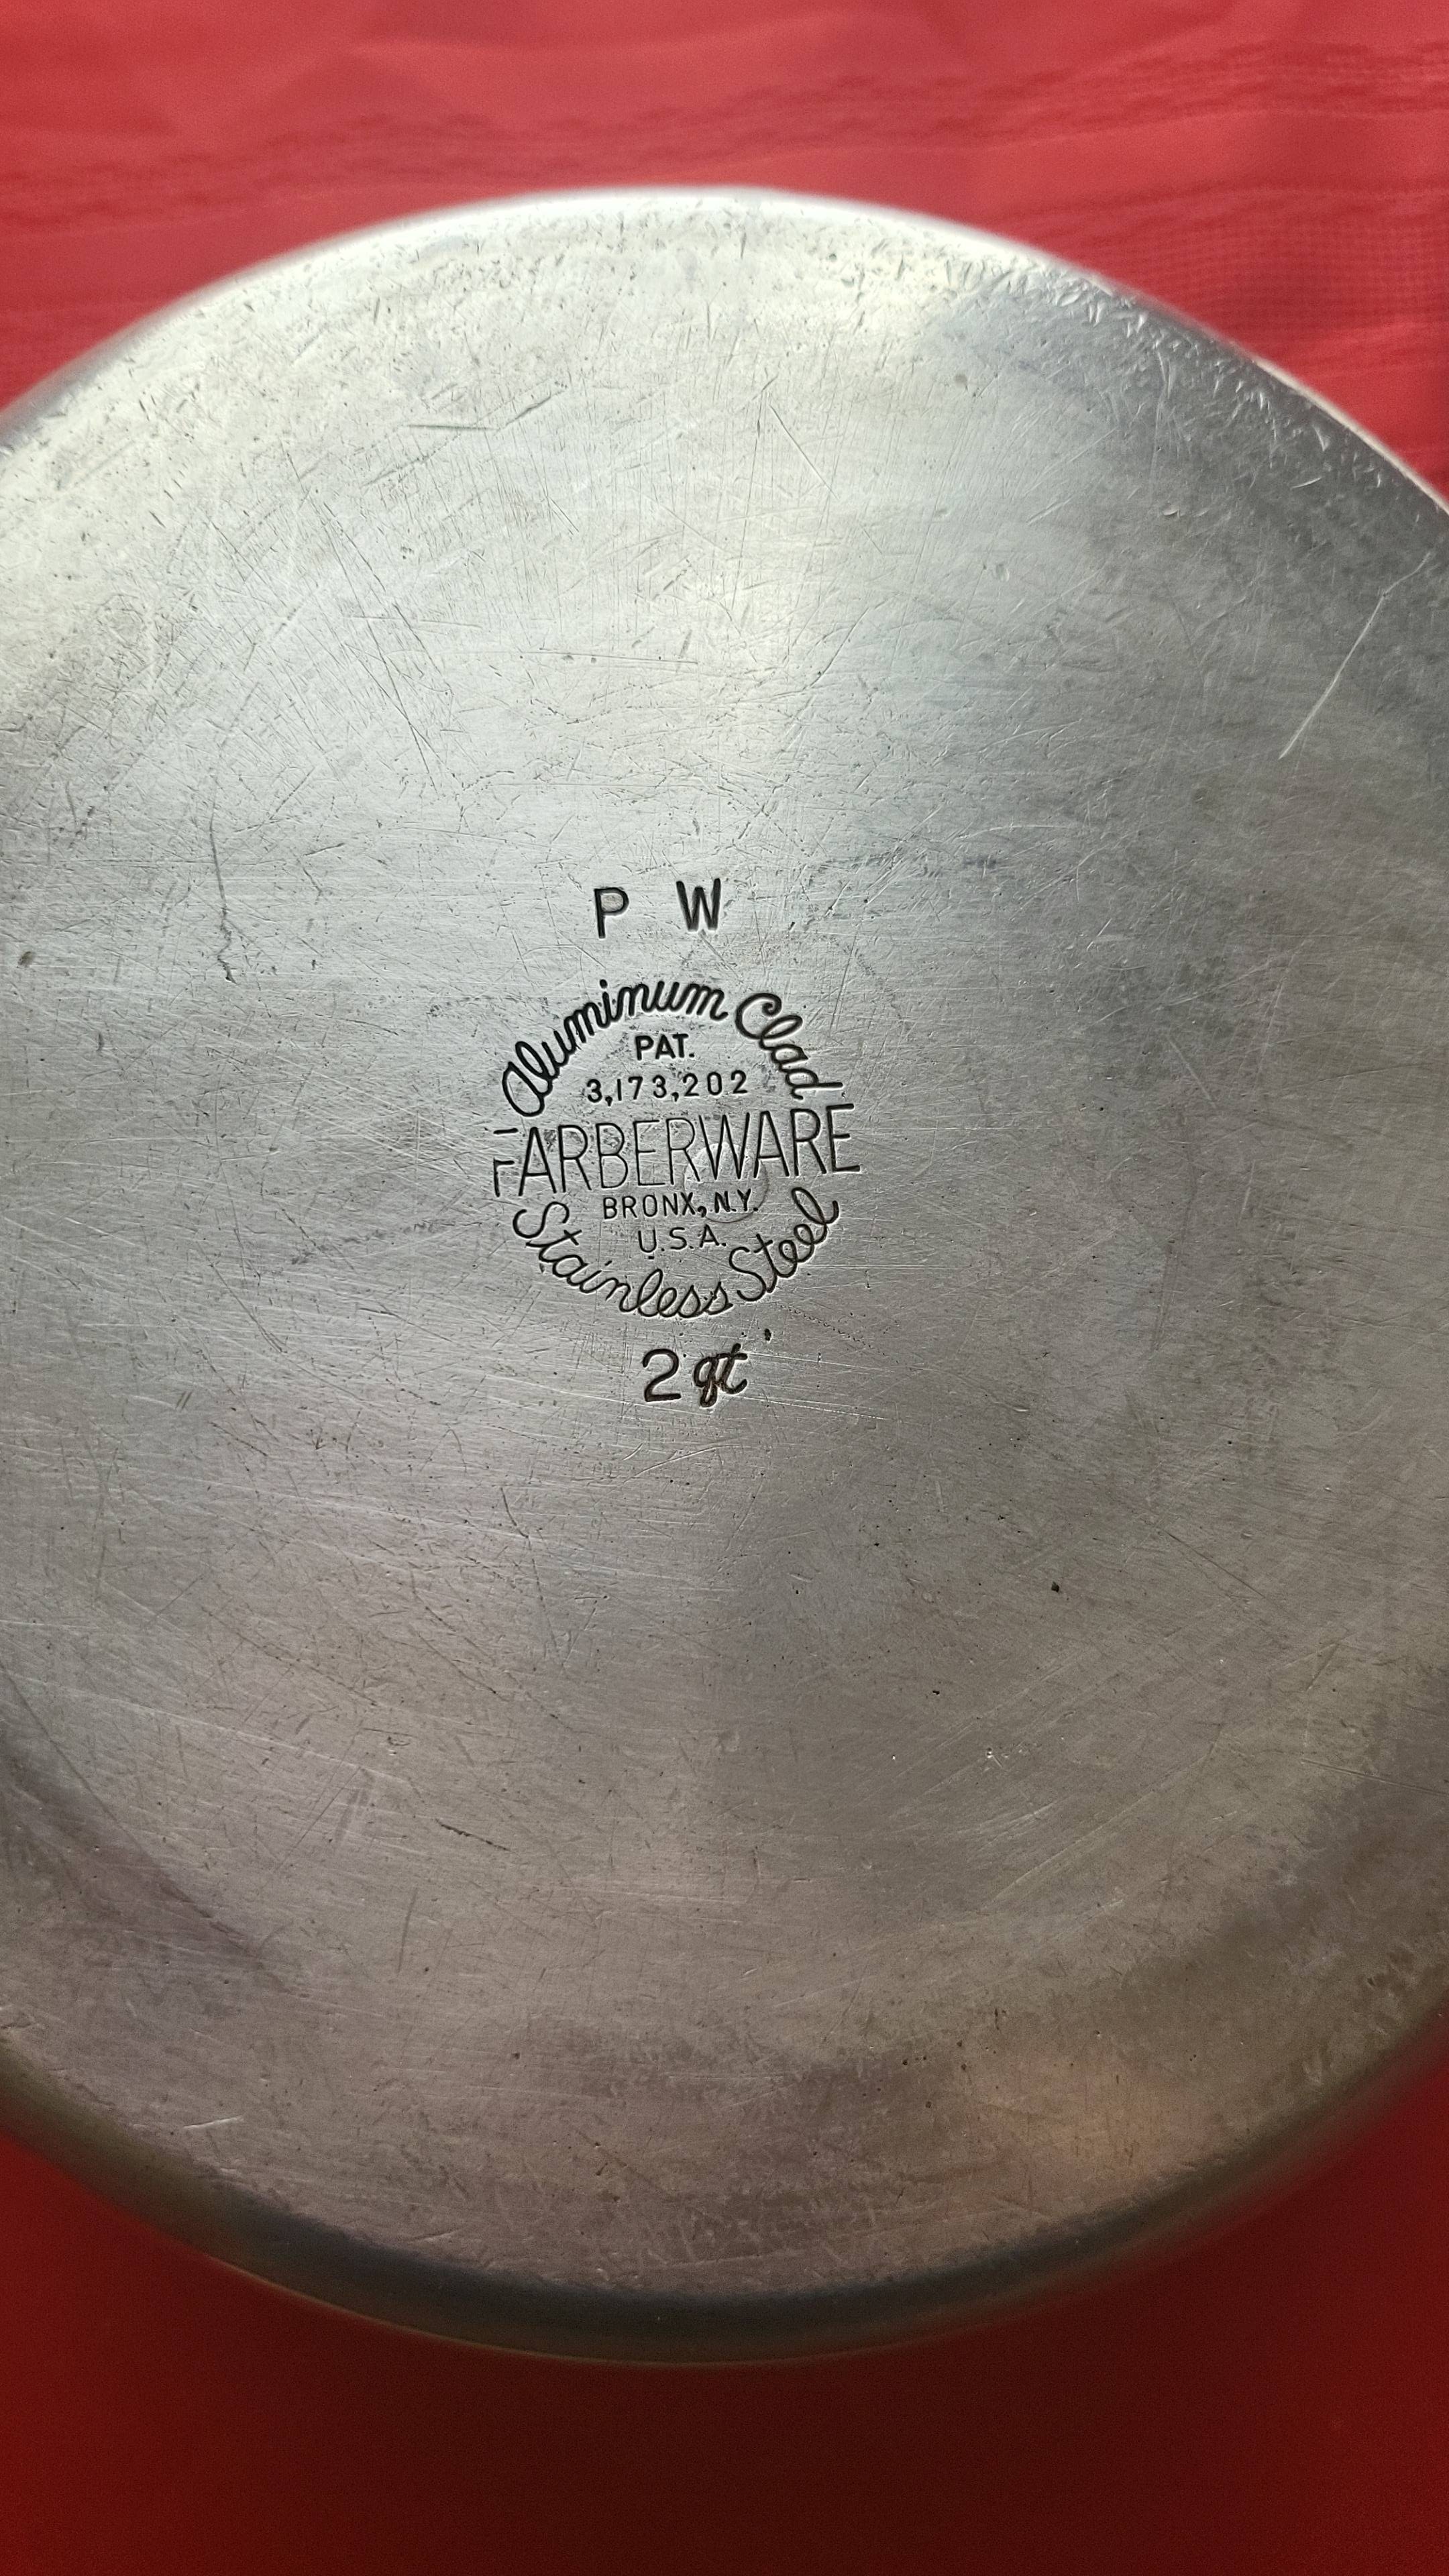 P W
Aluminum Clad
PAT.
3,173,202
FARBERWARE
BRONX, N.Y.
U.S.A.
Stainless Steel
2 qt